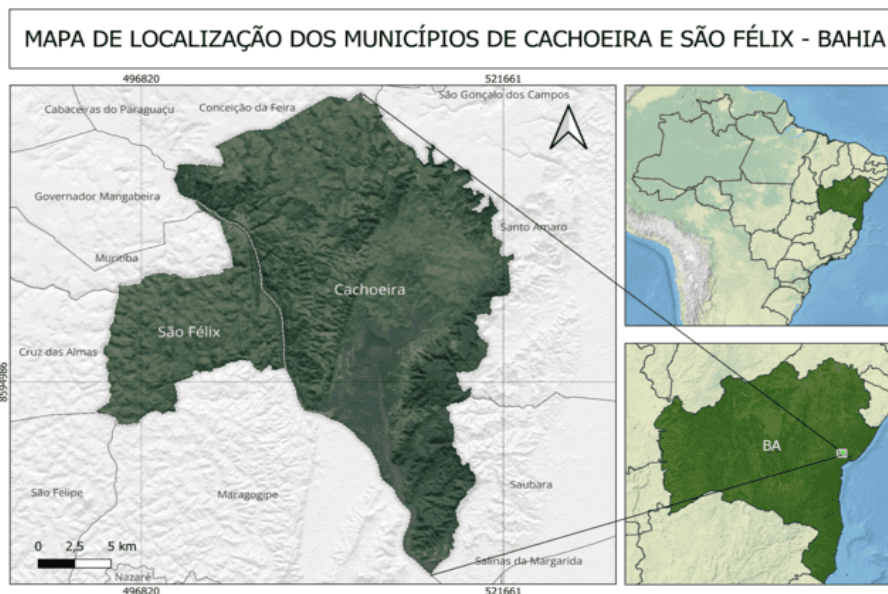 MAPA DE LOCALIZAÇÃO DOS MUNICÍPIOS DE CACHOEIRA E SÃO FÉLIX - BAHIA
496820
521661
São Gonçalo dos Campos
Cabaceiras do Paraguaçu
Conceição da Feira
Governador Mangabeira
Santo Amaro
Muritiba
Cachoeira
São Félix
Cruz das Almas
8594986
BA
São Felipe
Maragogipe
Saubara
0 2,5 5 km
Salinas da Margarida
Nazaré
496820
521661